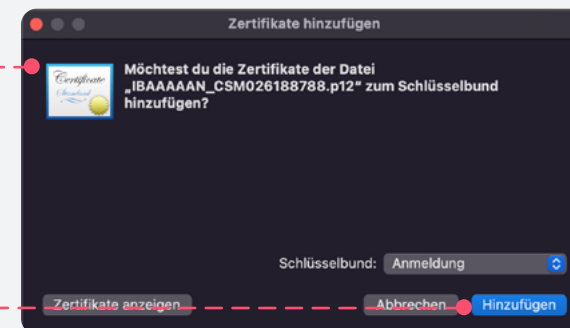 Zertifikate hinzufügen
Certificate
Standard
Möchtest du die Zertifikate der Datei
„IBAAAAAN_CSM026188788.p12“ zum Schlüsselbund
hinzufügen?
Schlüsselbund: Anmeldung
Zertifikate anzeigen Abbrechen Hinzufügen